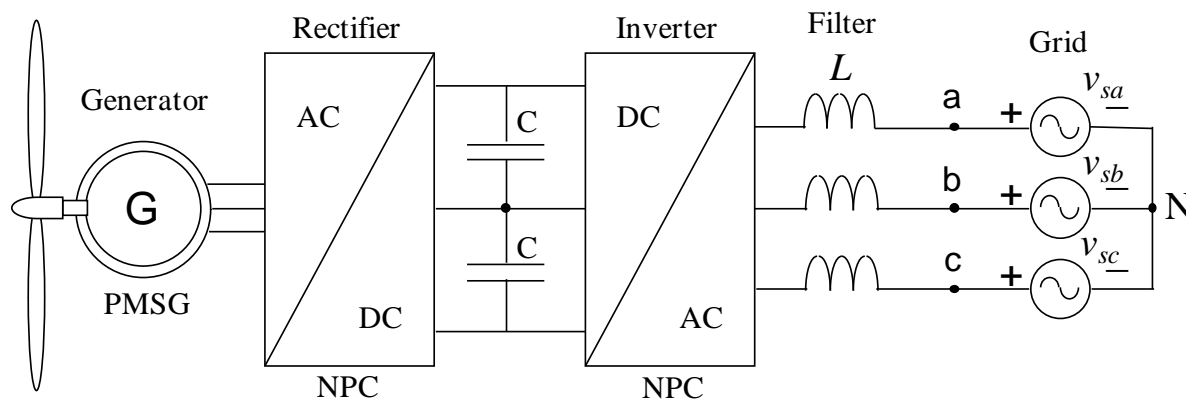 Rectifier
Inverter
Filter
Grid
Generator
L
AC
DC
C
a
+
v_sa
–
G
b
+
v_sb
–
N
C
c
+
v_sc
–
PMSG
DC
AC
NPC
NPC